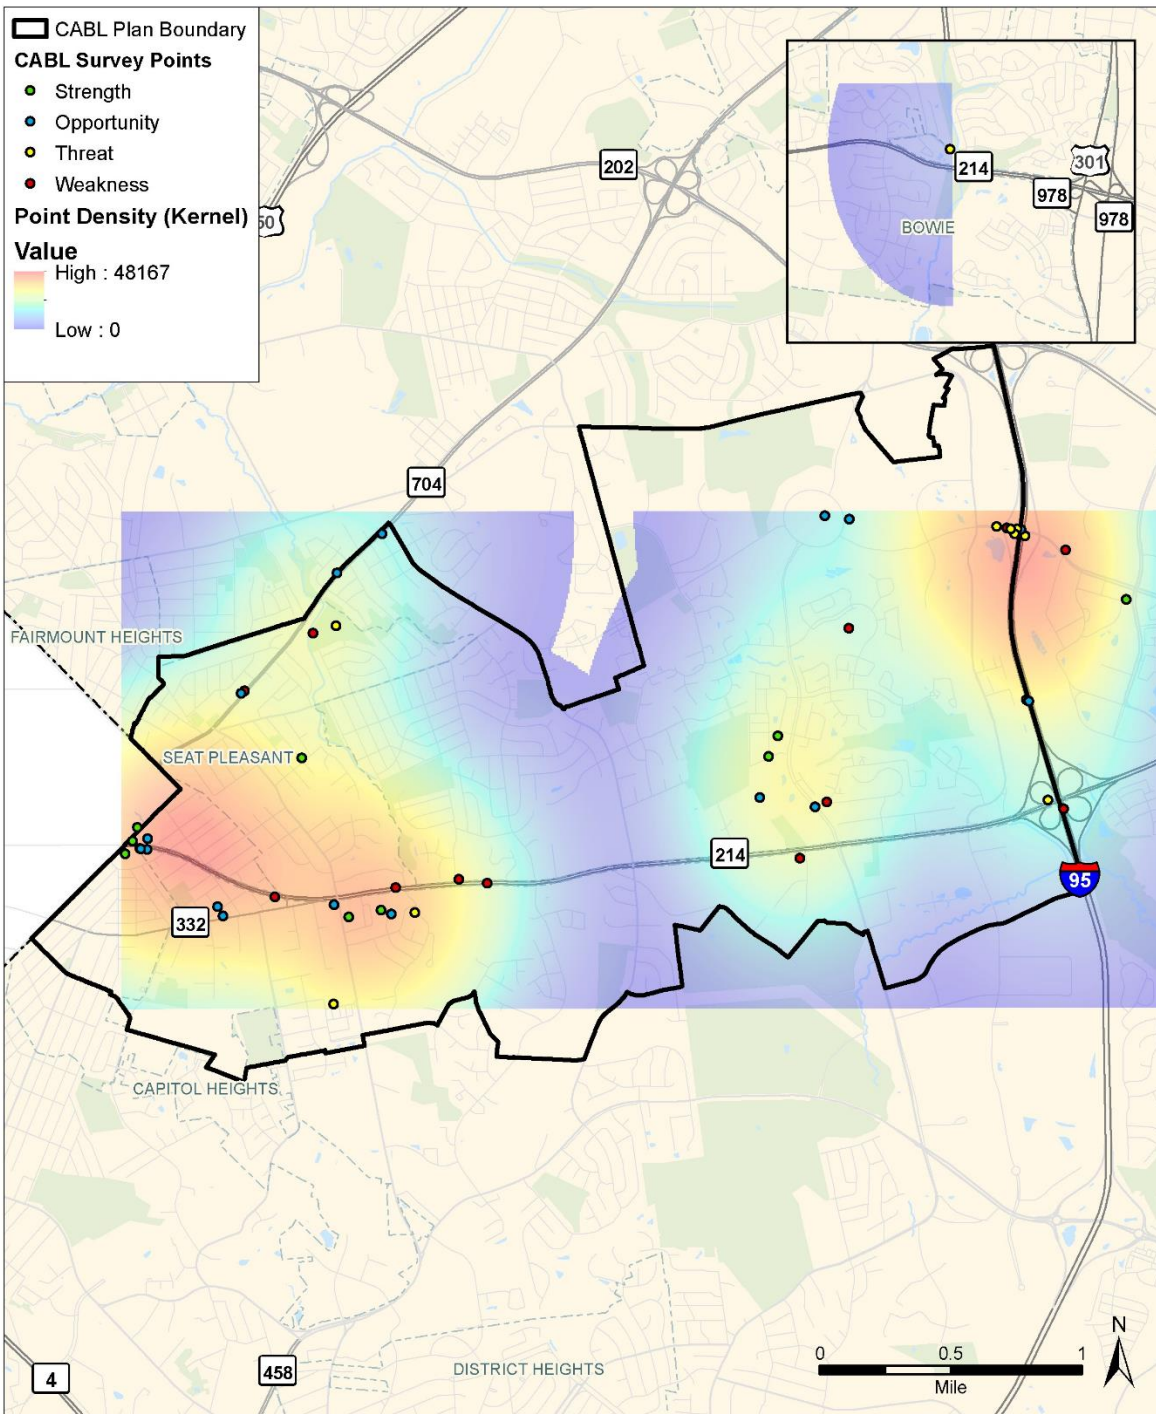 CABL Plan Boundary
CABL Survey Points
Strength
Opportunity
Threat
Weakness
Point Density (Kernel)
Value
High : 48167
Low : 0
50
202
214
301
978
978
BOWIE
704
FAIRMOUNT HEIGHTS
SEAT PLEASANT
214
95
332
CAPITOL HEIGHTS
DISTRICT HEIGHTS
4
458
0 0.5 1
Mile
N